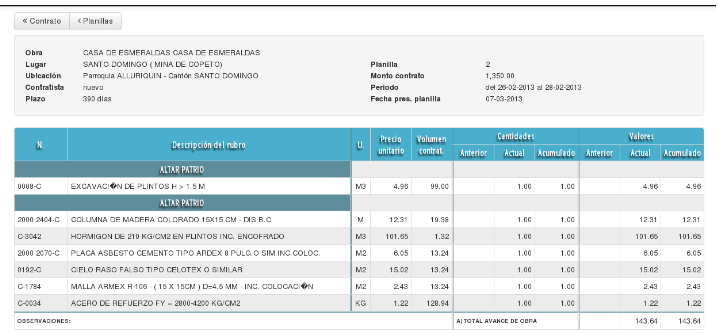 « Contrato ‹ Planillas
Obra CASA DE ESMERALDAS CASA DE ESMERALDAS
Lugar SANTO DOMINGO ( MINA DE COPETO) Planilla 2
Ubicación Parroquia ALLURIQUIN - Cantón SANTO DOMINGO Monto contrato 1,350.00
Contratista nuevo Periodo del 26-02-2013 al 28-02-2013
Plazo 390 días Fecha pres. planilla 07-03-2013
N. Descripción del rubro U. Precio unitario Volumen contrat. Cantidades Valores
Anterior Actual Acumulado Anterior Actual Acumulado
ALTAR PATRIO
0008-C EXCAVACI�N DE PLINTOS H > 1.5 M M3 4.96 99.00 1.00 1.00 4.96 4.96
ALTAR PATRIO
2000 2404-C COLUMNA DE MADERA COLORADO 15X15 CM - DIS B.C M 12.31 19.38 1.00 1.00 12.31 12.31
C-3042 HORMIGON DE 210 KG/CM2 EN PLINTOS INC. ENCOFRADO M3 101.65 1.32 1.00 1.00 101.65 101.65
2000 2070-C PLACA ASBESTO CEMENTO TIPO ARDEX 8 PULG.O SIM.INC.COLOC. M2 6.05 13.24 1.00 1.00 6.05 6.05
0192-C CIELO RASO FALSO TIPO CELOTEX O SIMILAR M2 15.02 13.24 1.00 1.00 15.02 15.02
C-1784 MALLA ARMEX R-106 - ( 15 X 15CM ) D=4.5 MM - INC. COLOCACI�N M2 2.43 13.24 1.00 1.00 2.43 2.43
C-0034 ACERO DE REFUERZO FY = 2800-4200 KG/CM2 KG 1.22 128.94 1.00 1.00 1.22 1.22
OBSERVACIONES: A) TOTAL AVANCE DE OBRA 143.64 143.64